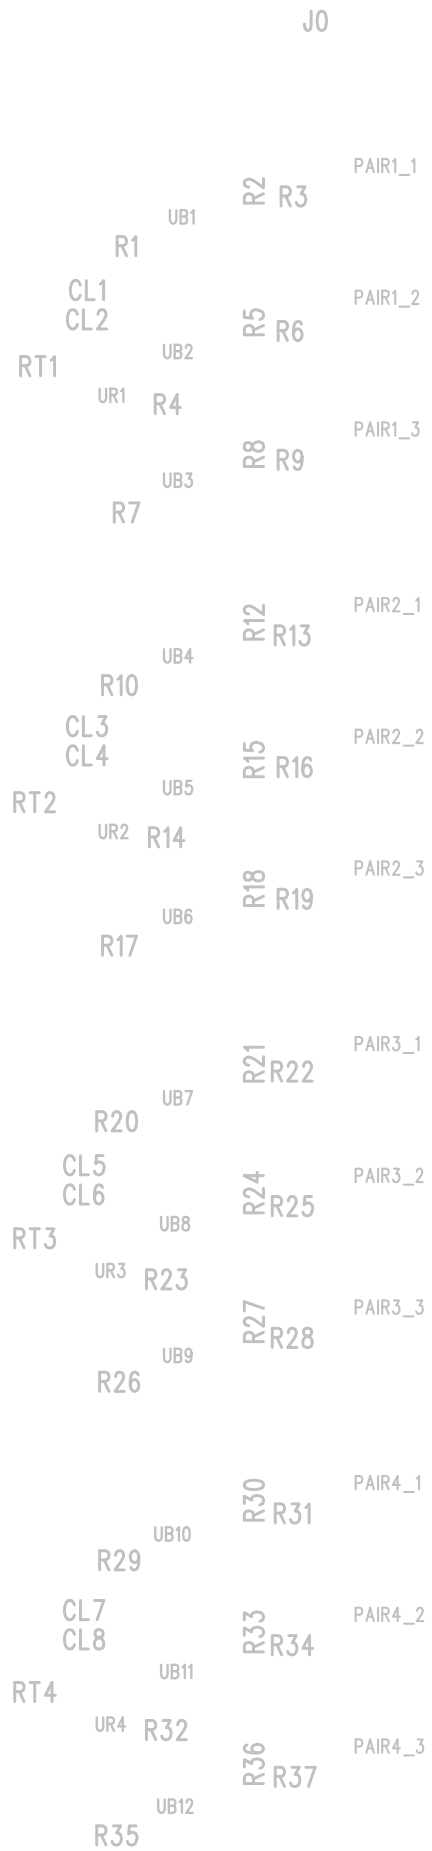 J0
PAIR1_1
R2
R3
UB1
R1
CL1
PAIR1_2
CL2
R5
R6
UB2
RT1
UR1
R4
PAIR1_3
R8
R9
UB3
R7
PAIR2_1
R12
R13
UB4
R10
CL3
PAIR2_2
CL4
R15
R16
UB5
RT2
UR2
R14
PAIR2_3
R18
R19
UB6
R17
PAIR3_1
R21
R22
UB7
R20
CL5
PAIR3_2
CL6
R24
R25
UB8
RT3
UR3
R23
PAIR3_3
R27
R28
UB9
R26
PAIR4_1
R30
R31
UB10
R29
CL7
PAIR4_2
CL8
R33
R34
UB11
RT4
UR4
R32
PAIR4_3
R36
R37
UB12
R35